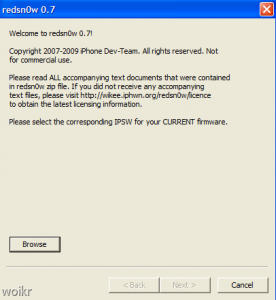 redsn0w 0.7
Welcome to redsn0w 0.7!
Copyright 2007-2009 iPhone Dev-Team. All rights reserved. Not
for commercial use.
Please read ALL accompanying text documents that were contained
in redsn0w zip file. If you did not receive any accompanying
text files, please visit http://wikee.iphwn.org/redsn0w/licence
to obtain the latest licensing information.
Please select the corresponding IPSW for your CURRENT firmware.
Browse
< Back Next > Cancel
woikr